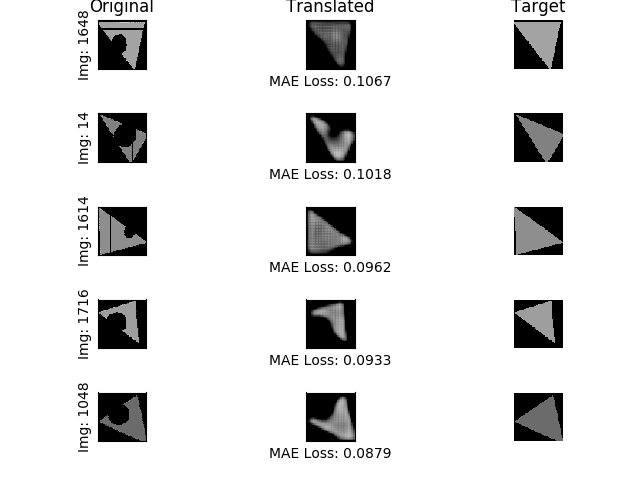 Original Translated Target
Img: 1648
MAE Loss: 0.1067
Img: 14
MAE Loss: 0.1018
Img: 1614
MAE Loss: 0.0962
Img: 1716
MAE Loss: 0.0933
Img: 1048
MAE Loss: 0.0879